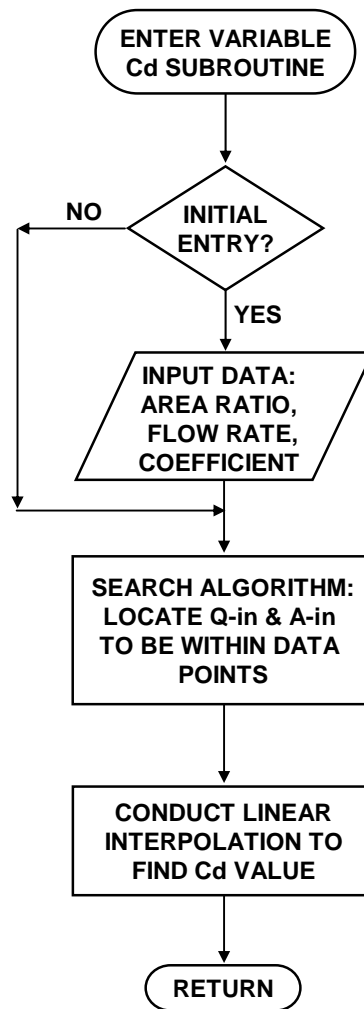 ENTER VARIABLE
Cd SUBROUTINE
NO
INITIAL
ENTRY?
YES
INPUT DATA:
AREA RATIO,
FLOW RATE,
COEFFICIENT
SEARCH ALGORITHM:
LOCATE Q-in & A-in
TO BE WITHIN DATA
POINTS
CONDUCT LINEAR
INTERPOLATION TO
FIND Cd VALUE
RETURN